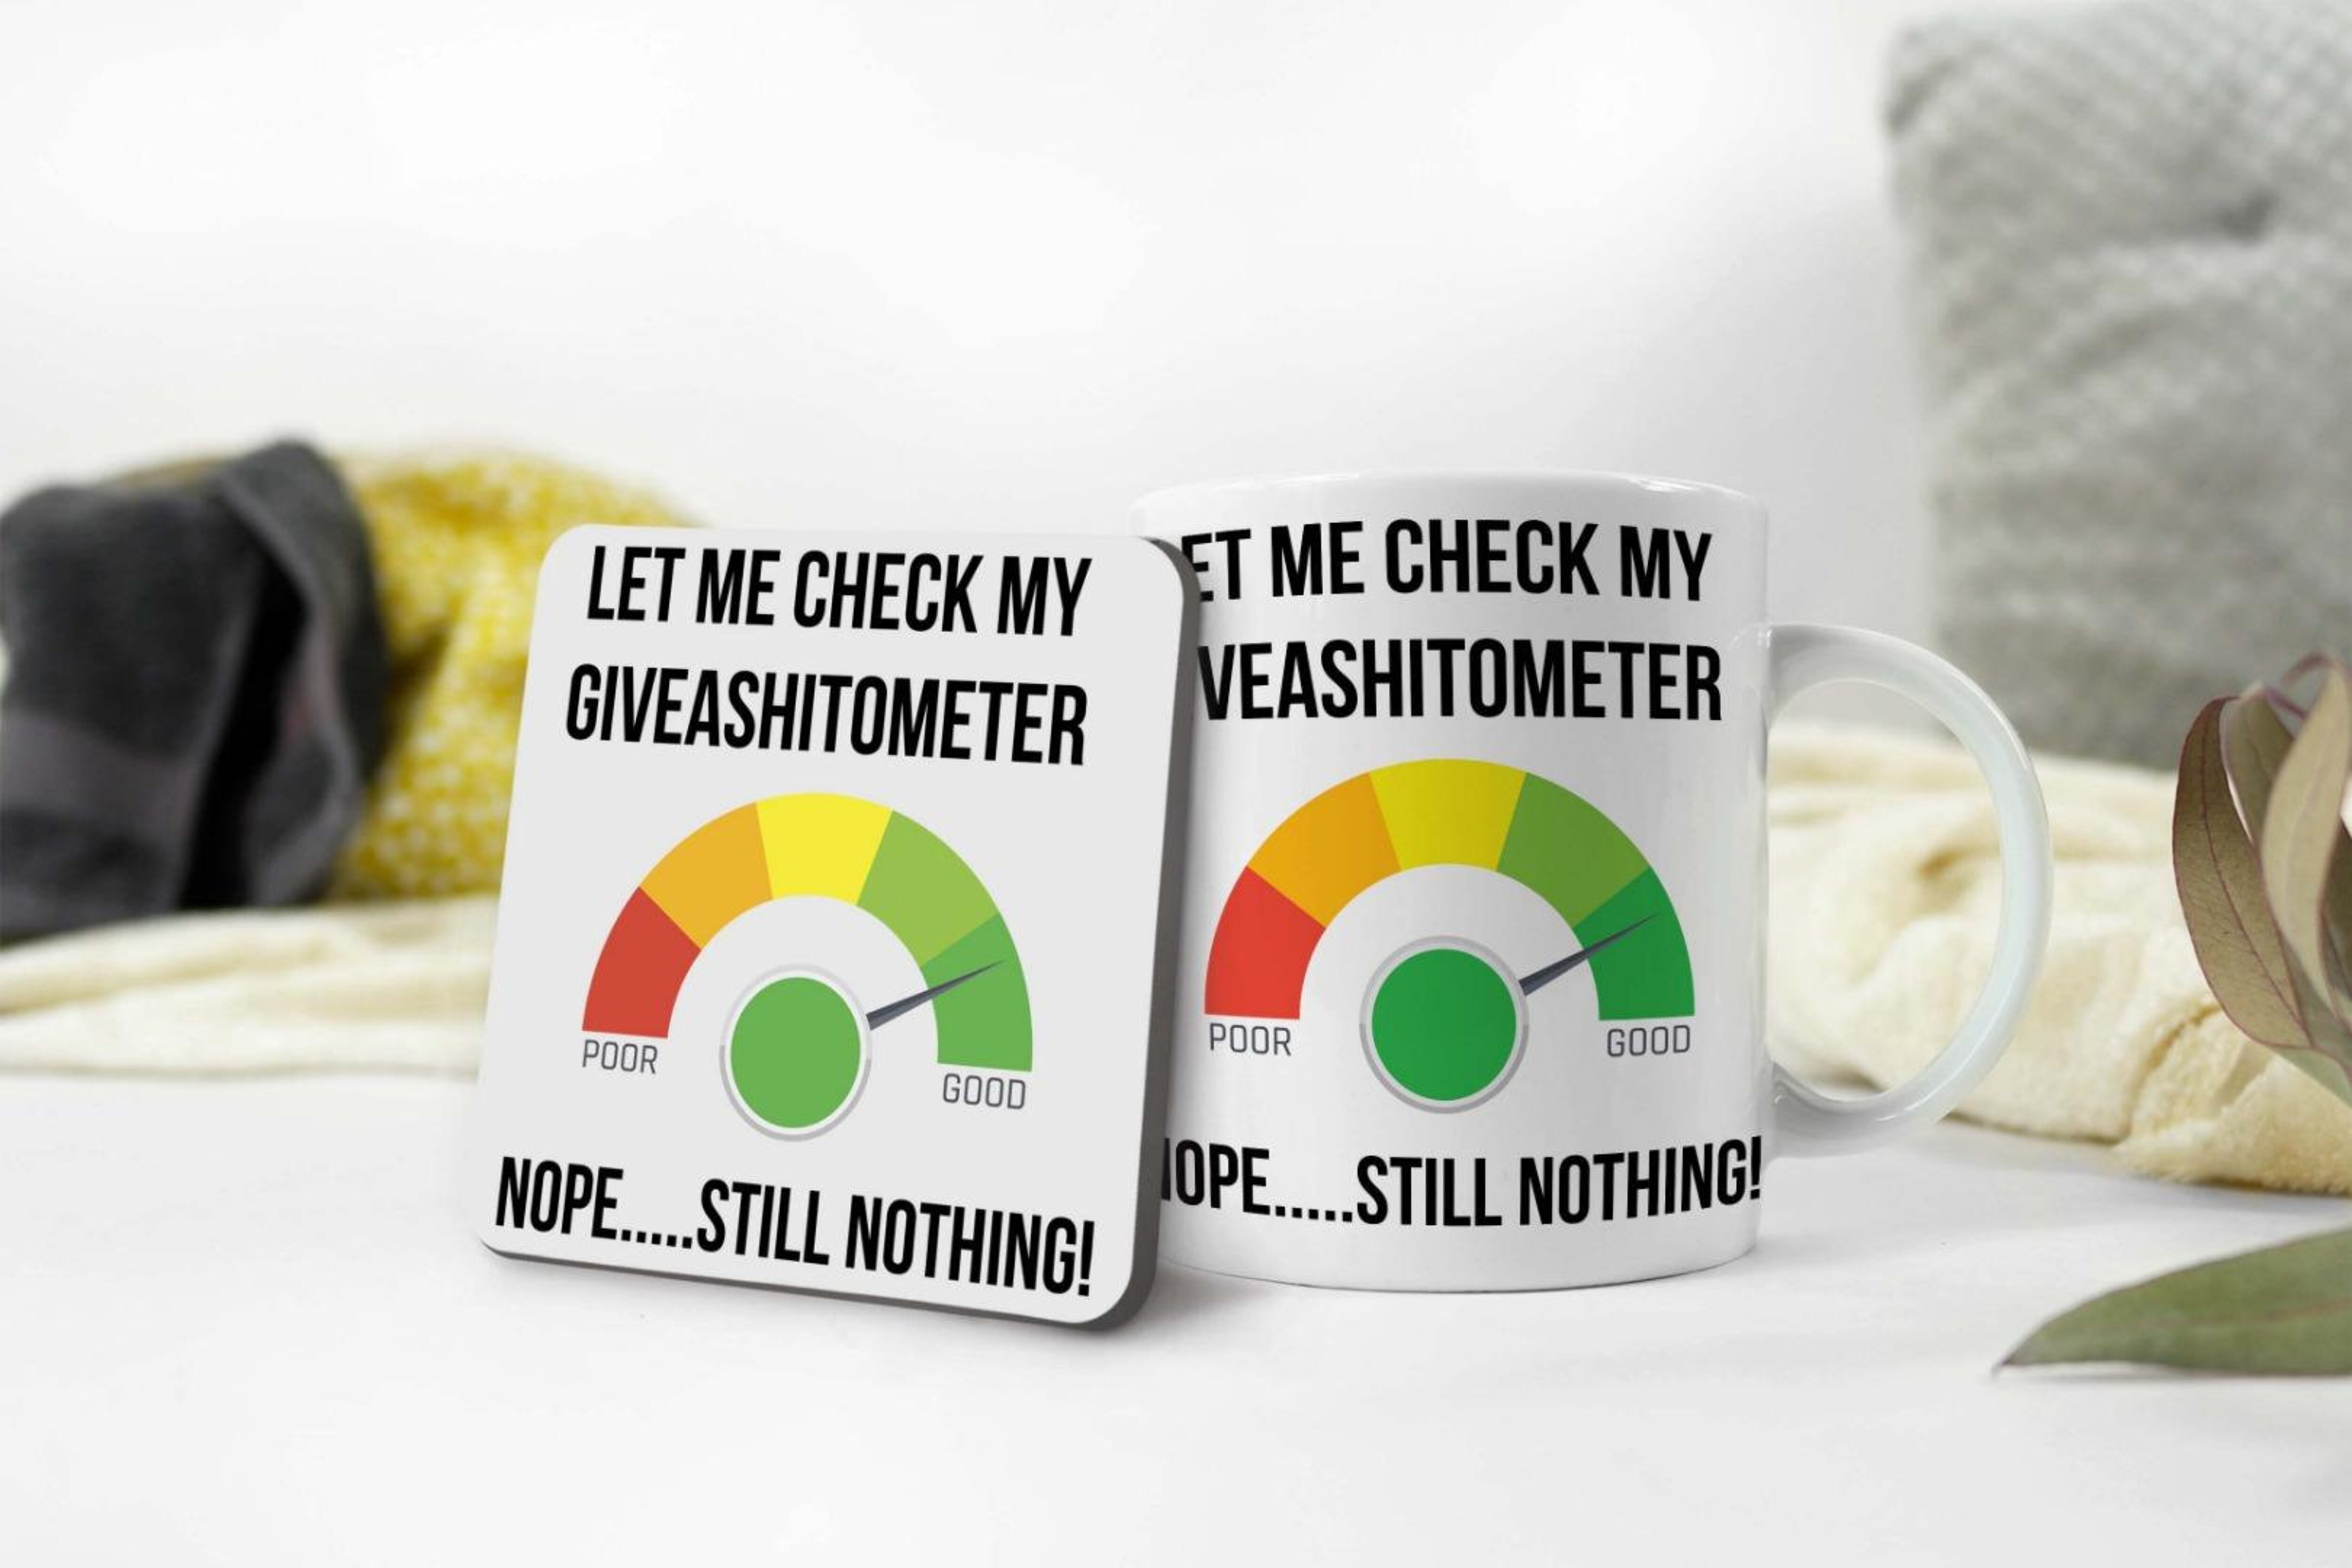 LET ME CHECK MY
GIVEASHITOMETER
POOR
GOOD
NOPE.....STILL NOTHING!
ET ME CHECK MY
VEASHITOMETER
POOR
GOOD
OPE.....STILL NOTHING!